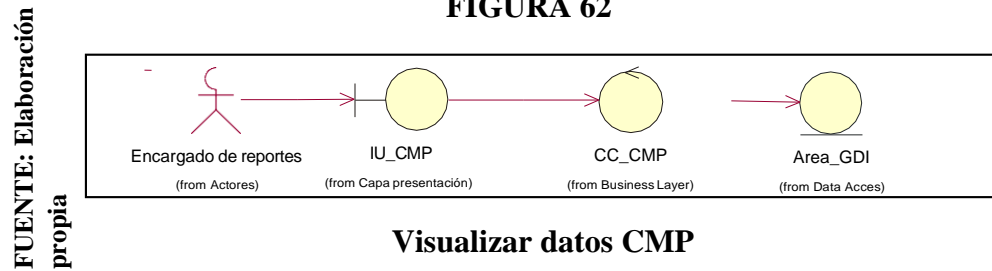 FIGURA 62
FUENTE: Elaboración
propia
Encargado de reportes
(from Actores)
IU_CMP
(from Capa presentación)
CC_CMP
(from Business Layer)
Area_GDI
(from Data Acces)
Visualizar datos CMP